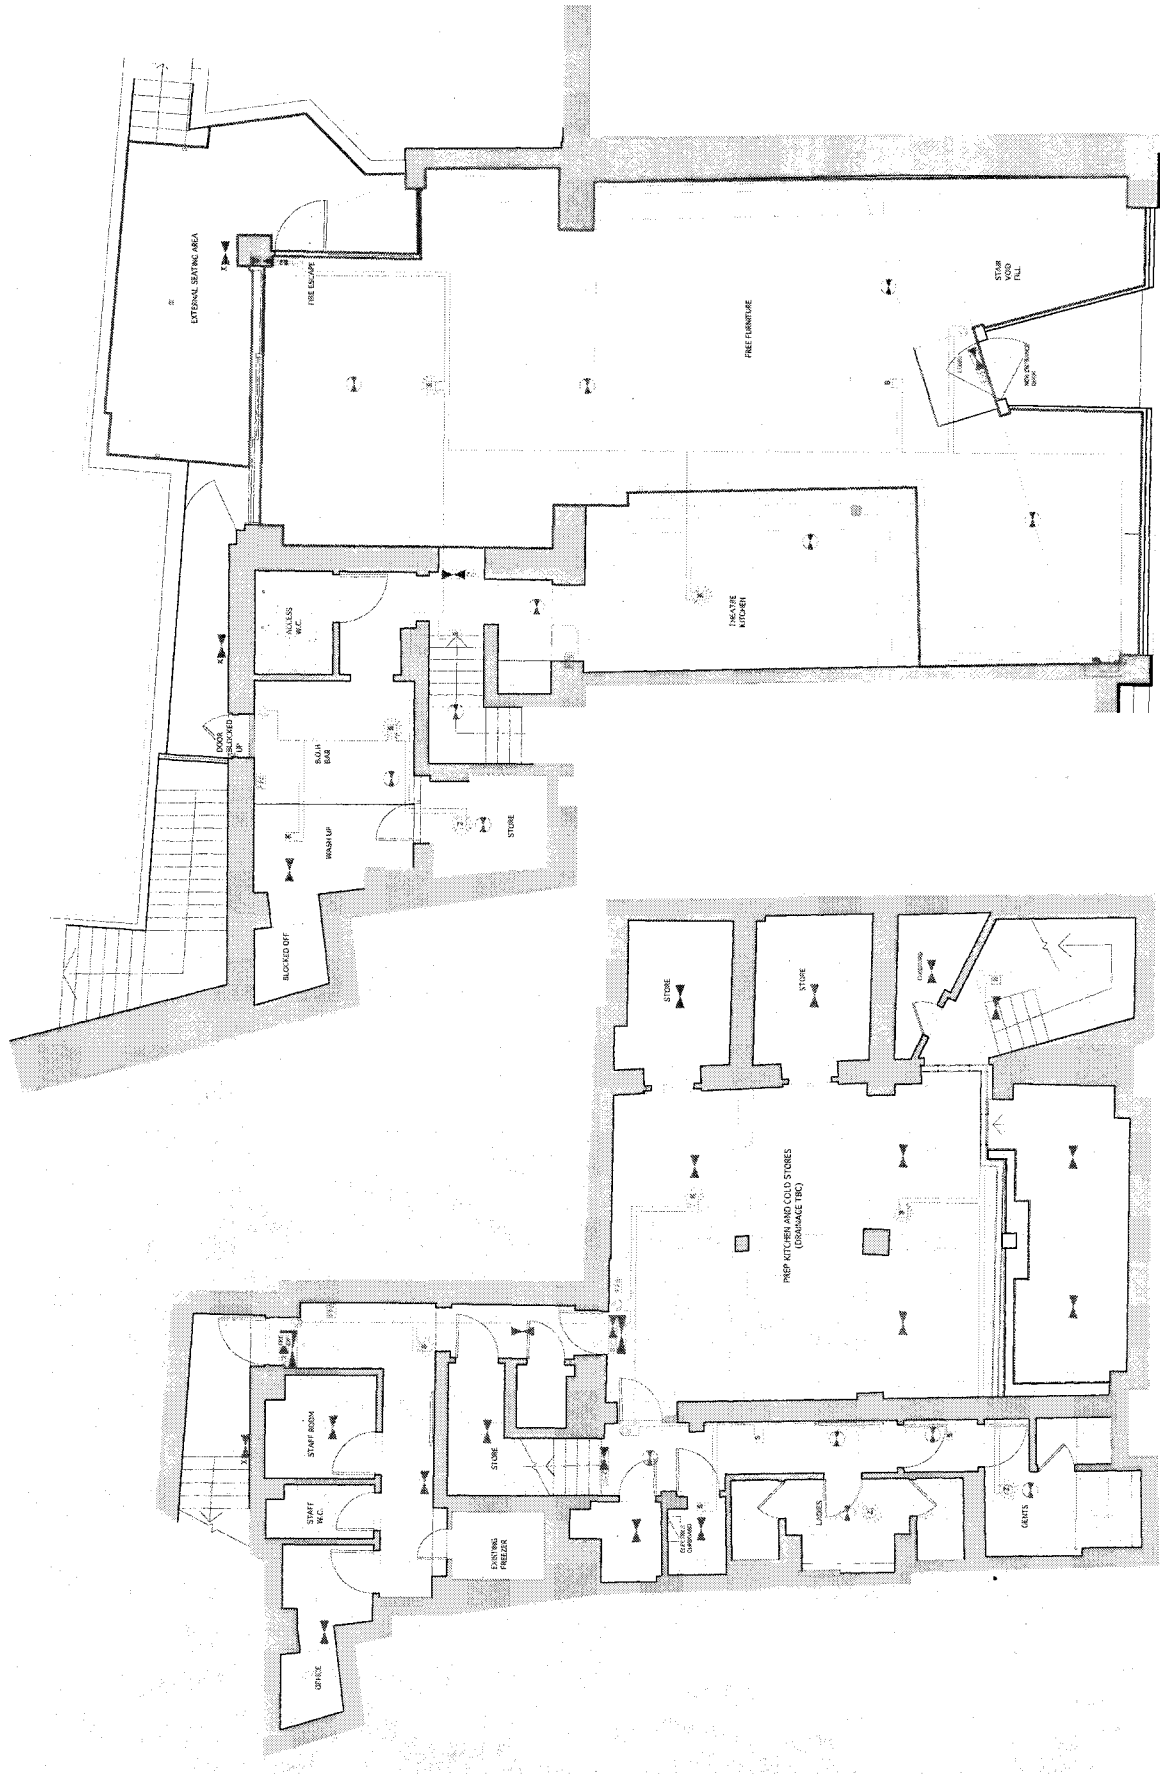 EXTERNAL SEATING AREA
FIRE ESCAPE
FREE FURNITURE
STAIR
VOID
FILL
NEW ENTRANCE
DOOR
THEATRE
KITCHEN
ACCESS
W.C.
DOOR
BLOCKED
UP
B.O.H
BAR
WASH UP
STORE
BLOCKED OFF
STORE
STORE
PREP KITCHEN AND COLD STORES
(DRAINAGE TBC)
STAFF ROOM
STAFF
W.C.
STORE
EXISTING
FREEZER
OFFICE
ELECTRIC
CUPBOARD
LADIES
GENTS